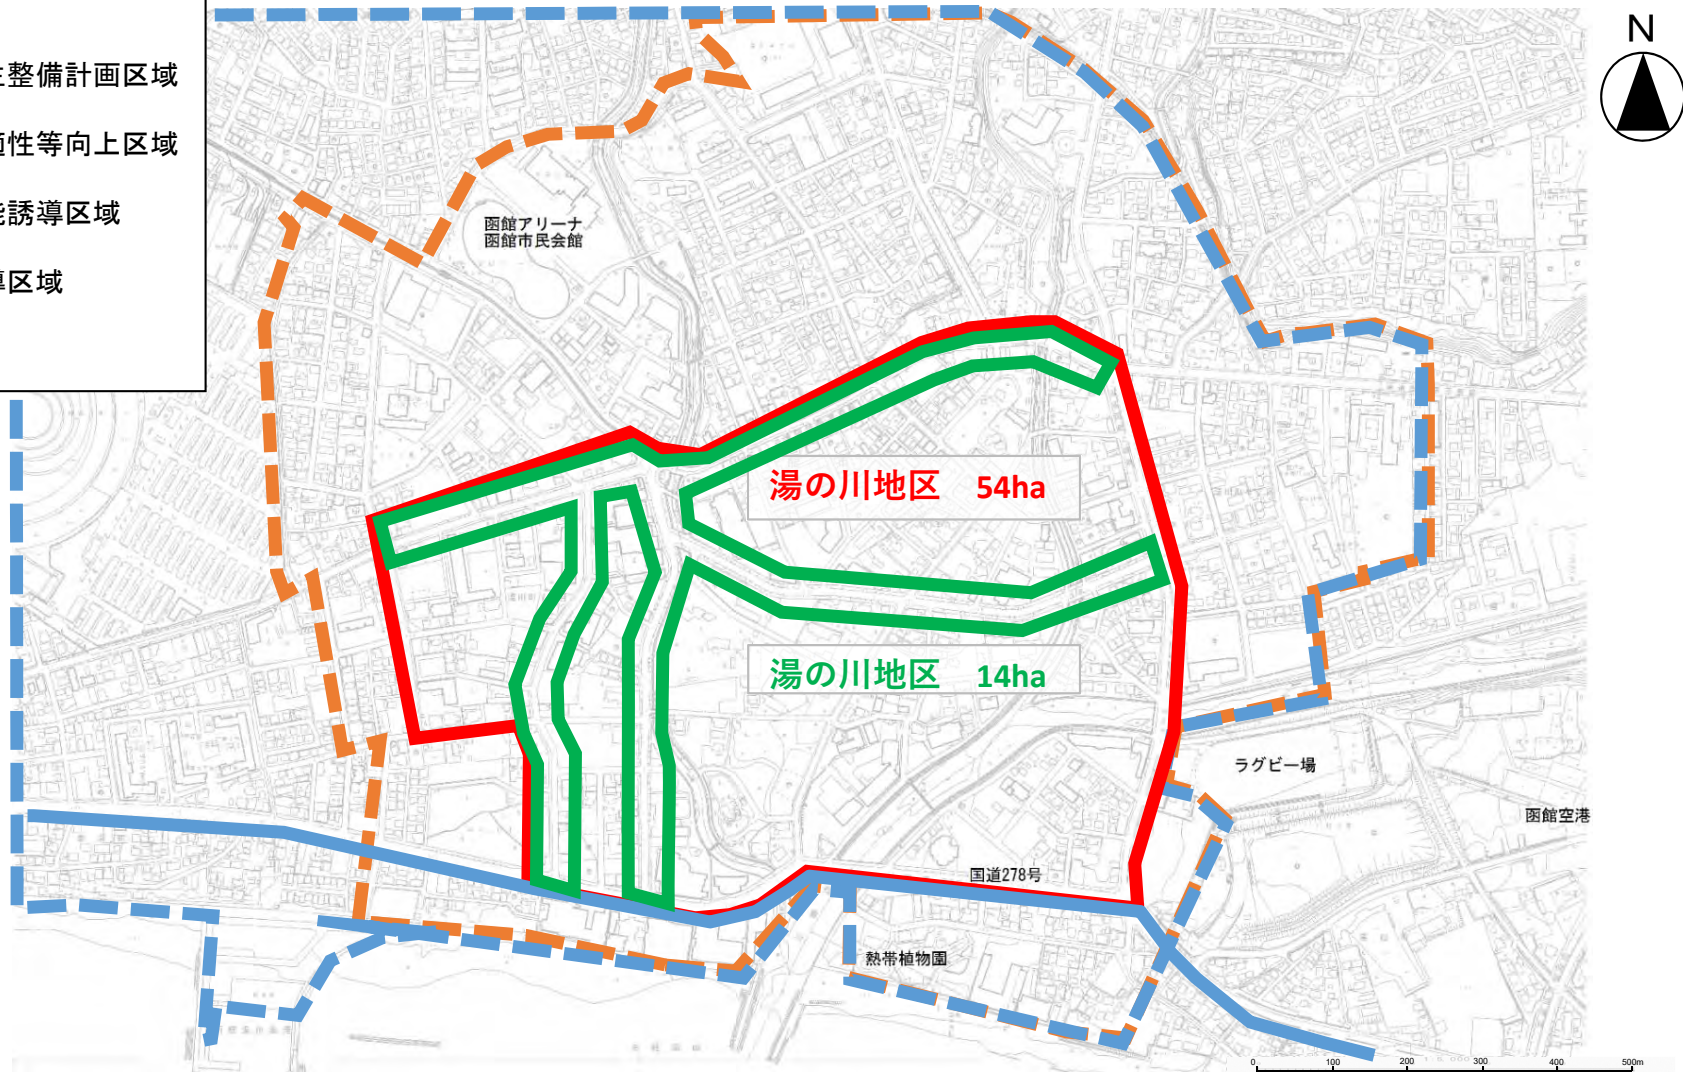 整備計画区域
性等向上区域
誘導区域
区域
N
函館アリーナ
函館市民会館
湯の川地区 54ha
湯の川地区 14ha
ラグビー場
函館空港
国道278号
熱帯植物園
0 100 200 300 400 500m